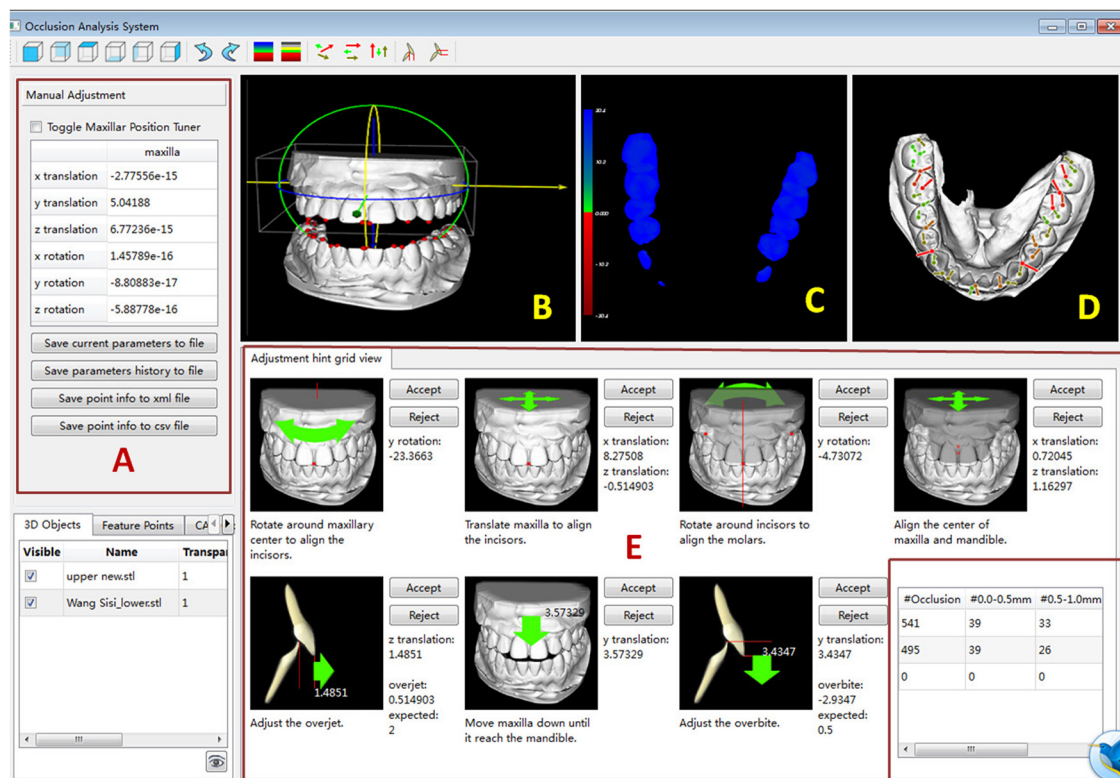 Occlusion Analysis System
Manual Adjustment
Toggle Maxillar Position Tuner
maxilla
x translation -2.77556e-15
y translation 5.04188
z translation 6.77236e-15
x rotation 1.45789e-16
y rotation -8.80883e-17
z rotation -5.88778e-16
Save current parameters to file
Save parameters history to file
Save point info to xml file
Save point info to csv file
A
B
0.000
C
D
3D Objects Feature Points CA
Visible Name Transpar
upper new.stl 1
Wang Sisi_lower.stl 1
Adjustment hint grid view
Accept
Reject
y rotation:
-23.3663
Rotate around maxillary
center to align the
incisors.
Accept
Reject
x translation:
8.27508
z translation:
-0.514903
Translate maxilla to align
the incisors.
Accept
Reject
y rotation:
-4.73072
Rotate around incisors to
align the molars.
Accept
Reject
x translation:
0.72045
z translation:
1.16297
Align the center of
maxilla and mandible.
E
1.4851
Accept
Reject
z translation:
1.4851
overjet:
0.514903
expected:
2
Adjust the overjet.
3.57329
Accept
Reject
y translation:
3.57329
Move maxilla down until
it reach the mandible.
3.4347
Accept
Reject
y translation:
3.4347
overbite:
-2.9347
expected:
0.5
Adjust the overbite.
#Occlusion #0.0-0.5mm #0.5-1.0mm
541 39 33
495 39 26
0 0 0